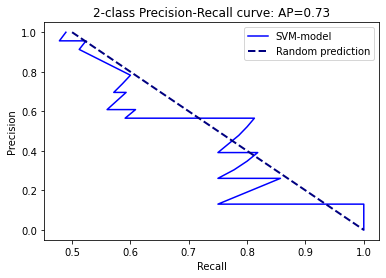 2-class Precision-Recall curve: AP=0.73
SVM-model
Random prediction
Precision
1.0
0.8
0.6
0.4
0.2
0.0
0.5
0.6
0.7
0.8
0.9
1.0
Recall